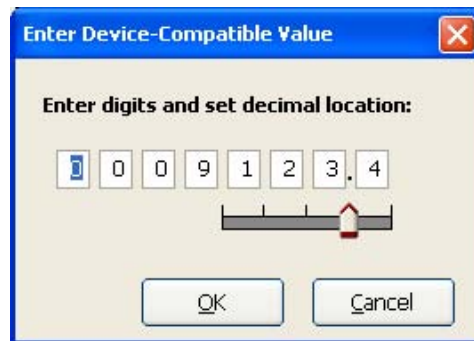 Enter Device-Compatible Value
Enter digits and set decimal location:
0 0 0 9 1 2 3.4
OK Cancel